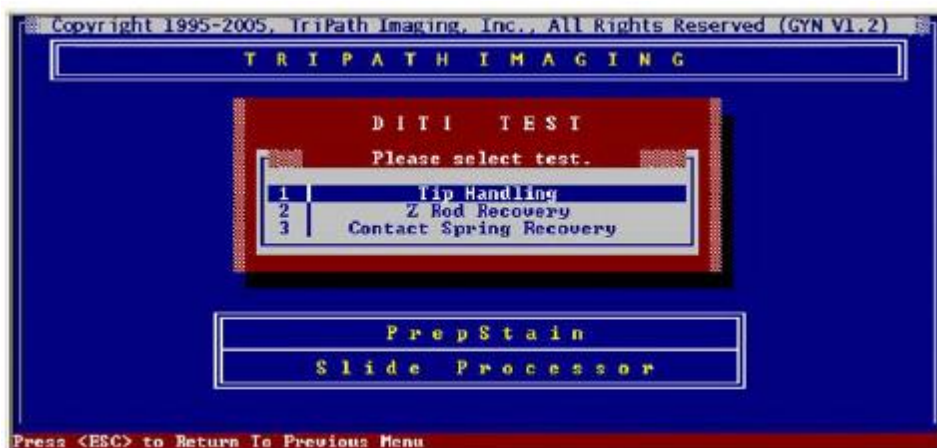 Copyright 1995-2005, TriPath Imaging, Inc., All Rights Reserved (GYN V1.2)
T R I P A T H I M A G I N G
D I T I T E S T
Please select test.
1 Tip Handling
2 Z Rod Recovery
3 Contact Spring Recovery
P r e p S t a i n
S l i d e P r o c e s s o r
Press <ESC> to Return To Previous Menu